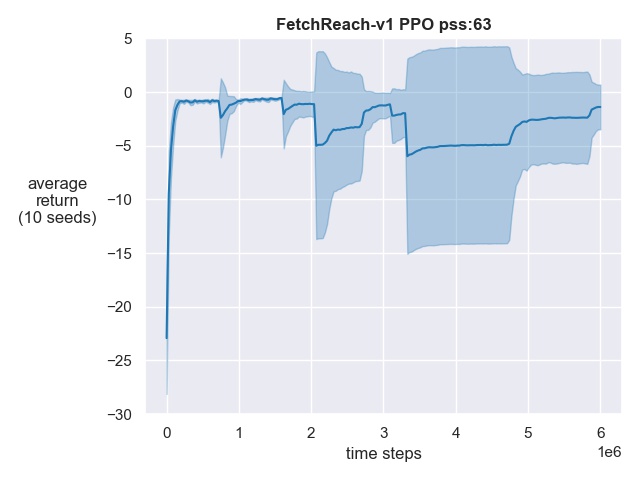 FetchReach-v1 PPO pss:63
5
0
−5
−10
−15
−20
−25
−30
average
return
(10 seeds)
0 1 2 3 4 5 6
1e6
time steps